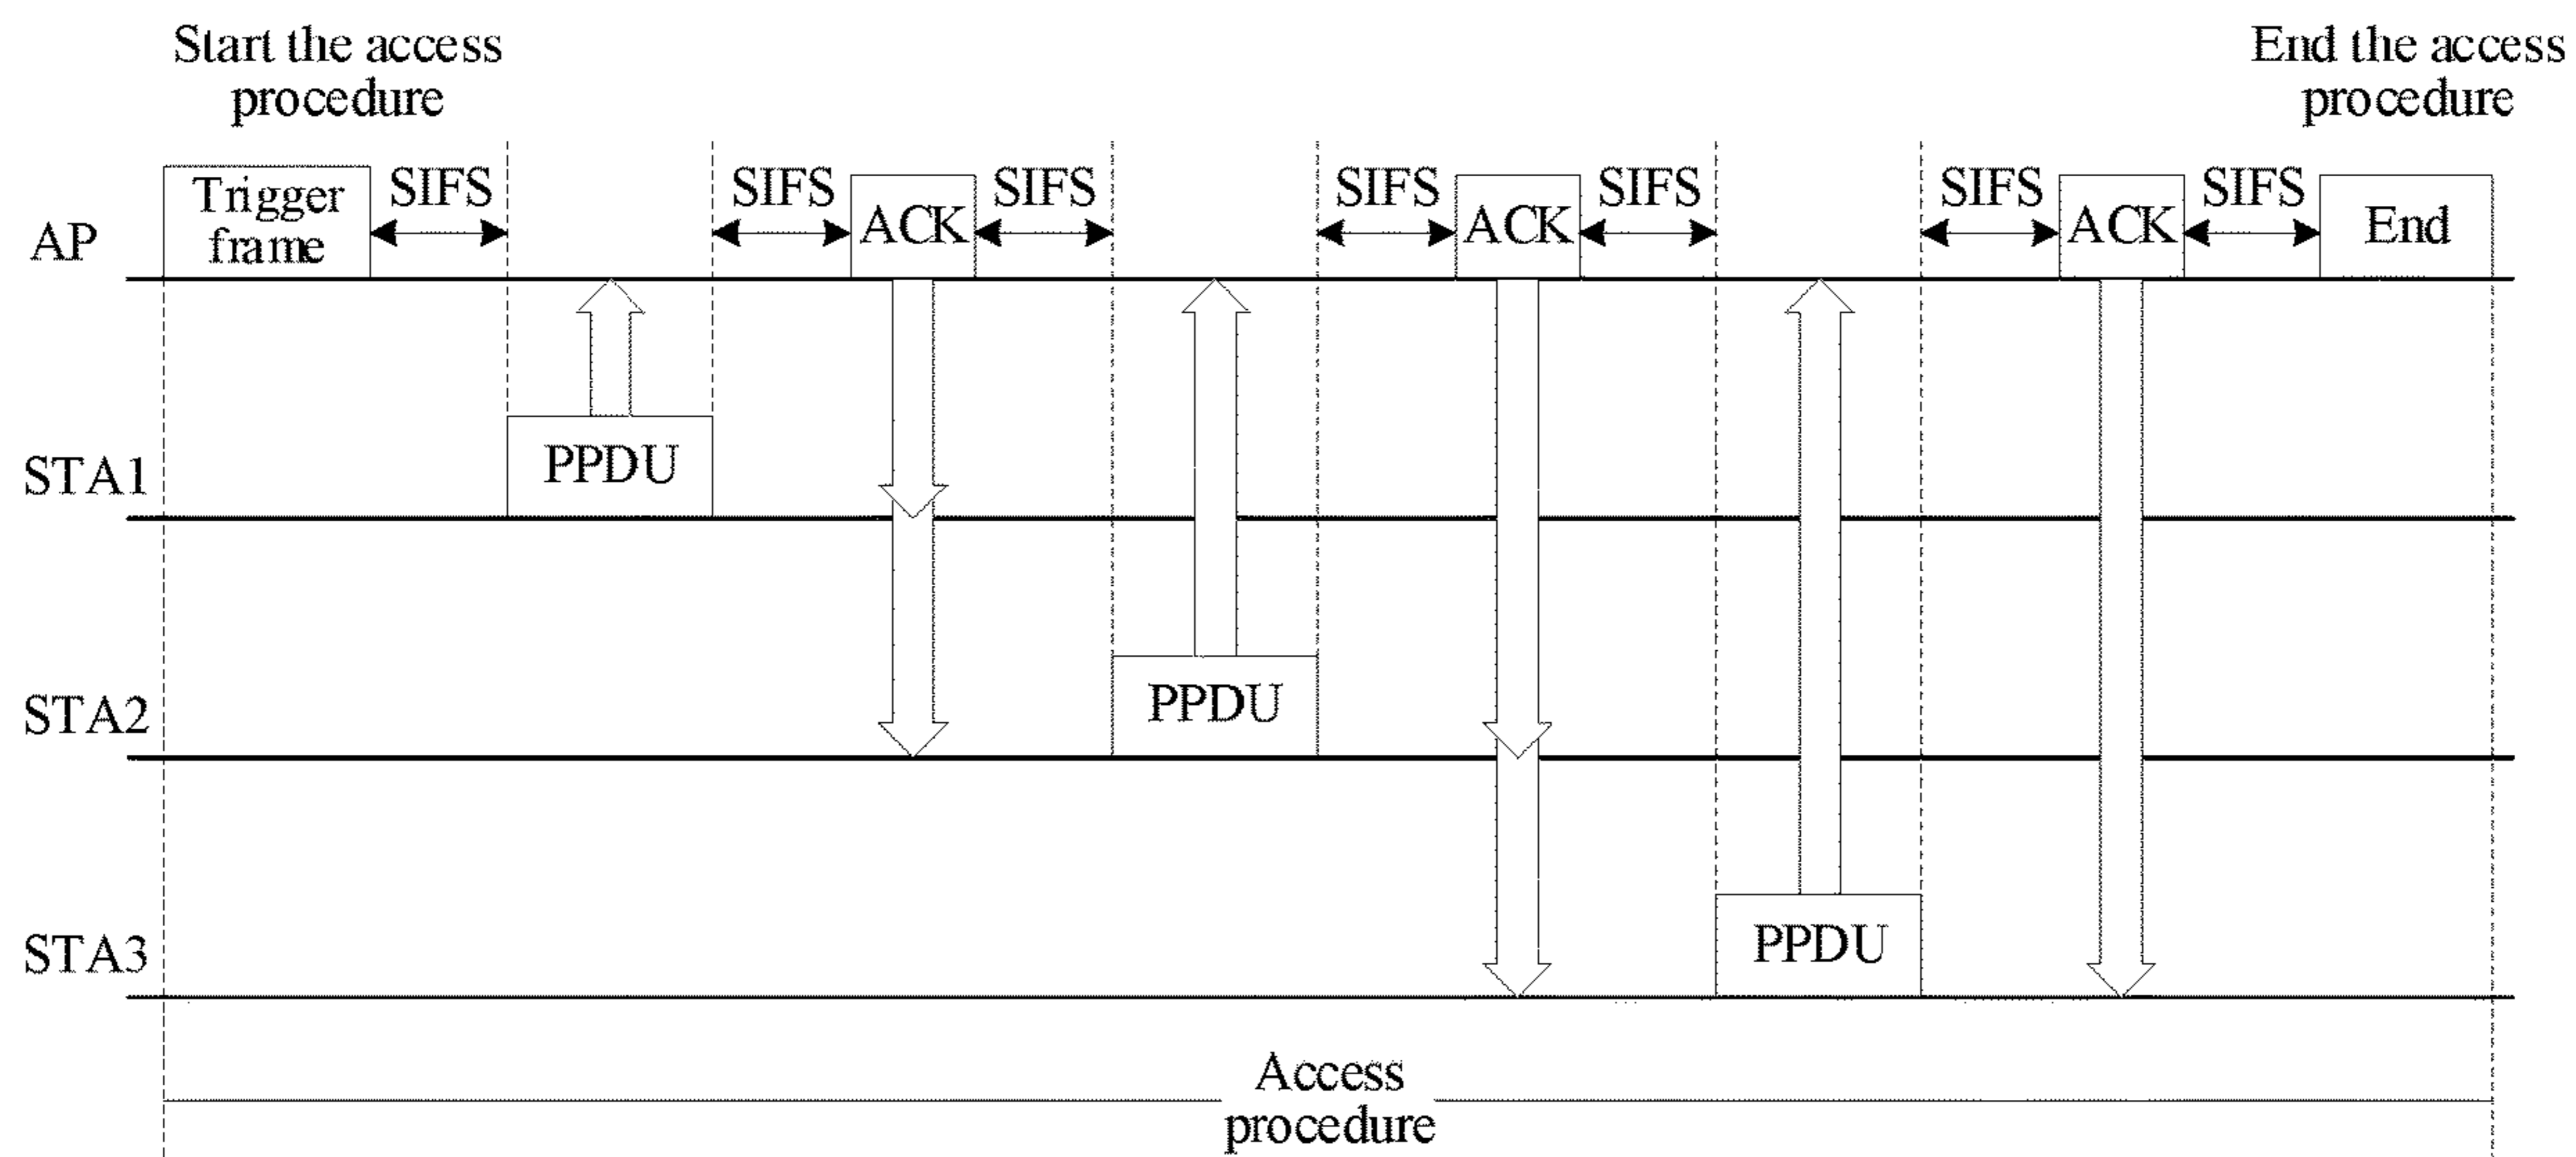 Start the access
procedure
End the access
procedure
AP
Trigger
frame
SIFS
SIFS
ACK
SIFS
SIFS
ACK
SIFS
SIFS
ACK
SIFS
End
STA1
PPDU
STA2
PPDU
STA3
PPDU
Access
procedure